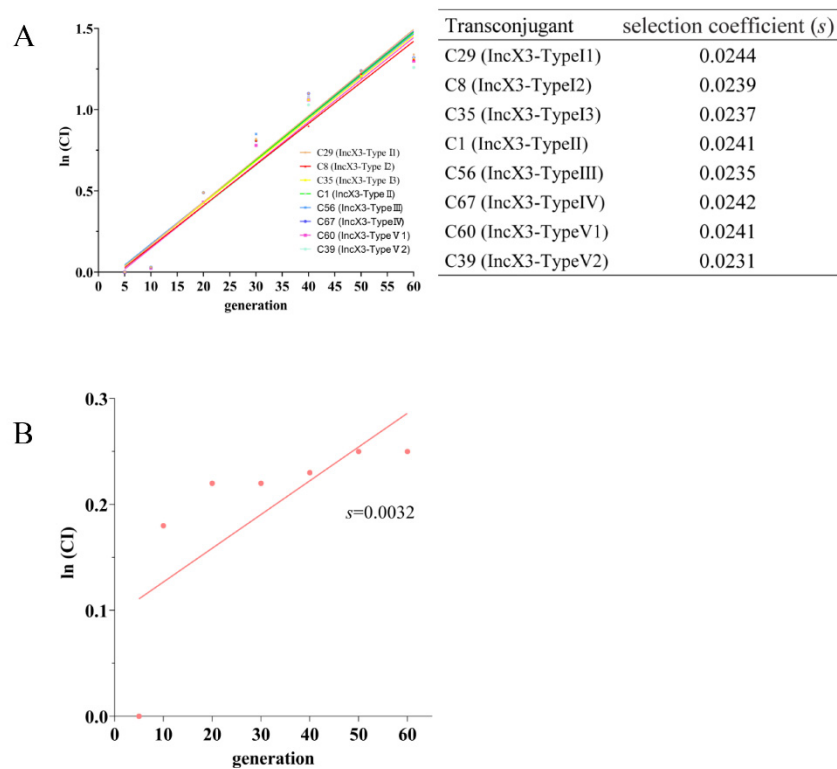 A
ln (CI)
1.5
1.0
0.5
0.0
C29 (IncX3-Type I1)
C8 (IncX3-Type I2)
C35 (IncX3-Type I3)
C1 (IncX3-Type II)
C56 (IncX3-Type III)
C67 (IncX3-Type IV)
C60 (IncX3-Type V 1)
C39 (IncX3-Type V 2)
0 5 10 15 20 25 30 35 40 45 50 55 60
generation
Transconjugant selection coefficient (s)
C29 (IncX3-TypeI1) 0.0244
C8 (IncX3-TypeI2) 0.0239
C35 (IncX3-TypeI3) 0.0237
C1 (IncX3-TypeII) 0.0241
C56 (IncX3-TypeIII) 0.0235
C67 (IncX3-TypeIV) 0.0242
C60 (IncX3-TypeV1) 0.0241
C39 (IncX3-TypeV2) 0.0231
B
ln (CI)
0.3
0.2
0.1
0.0
s=0.0032
0 10 20 30 40 50 60
generation